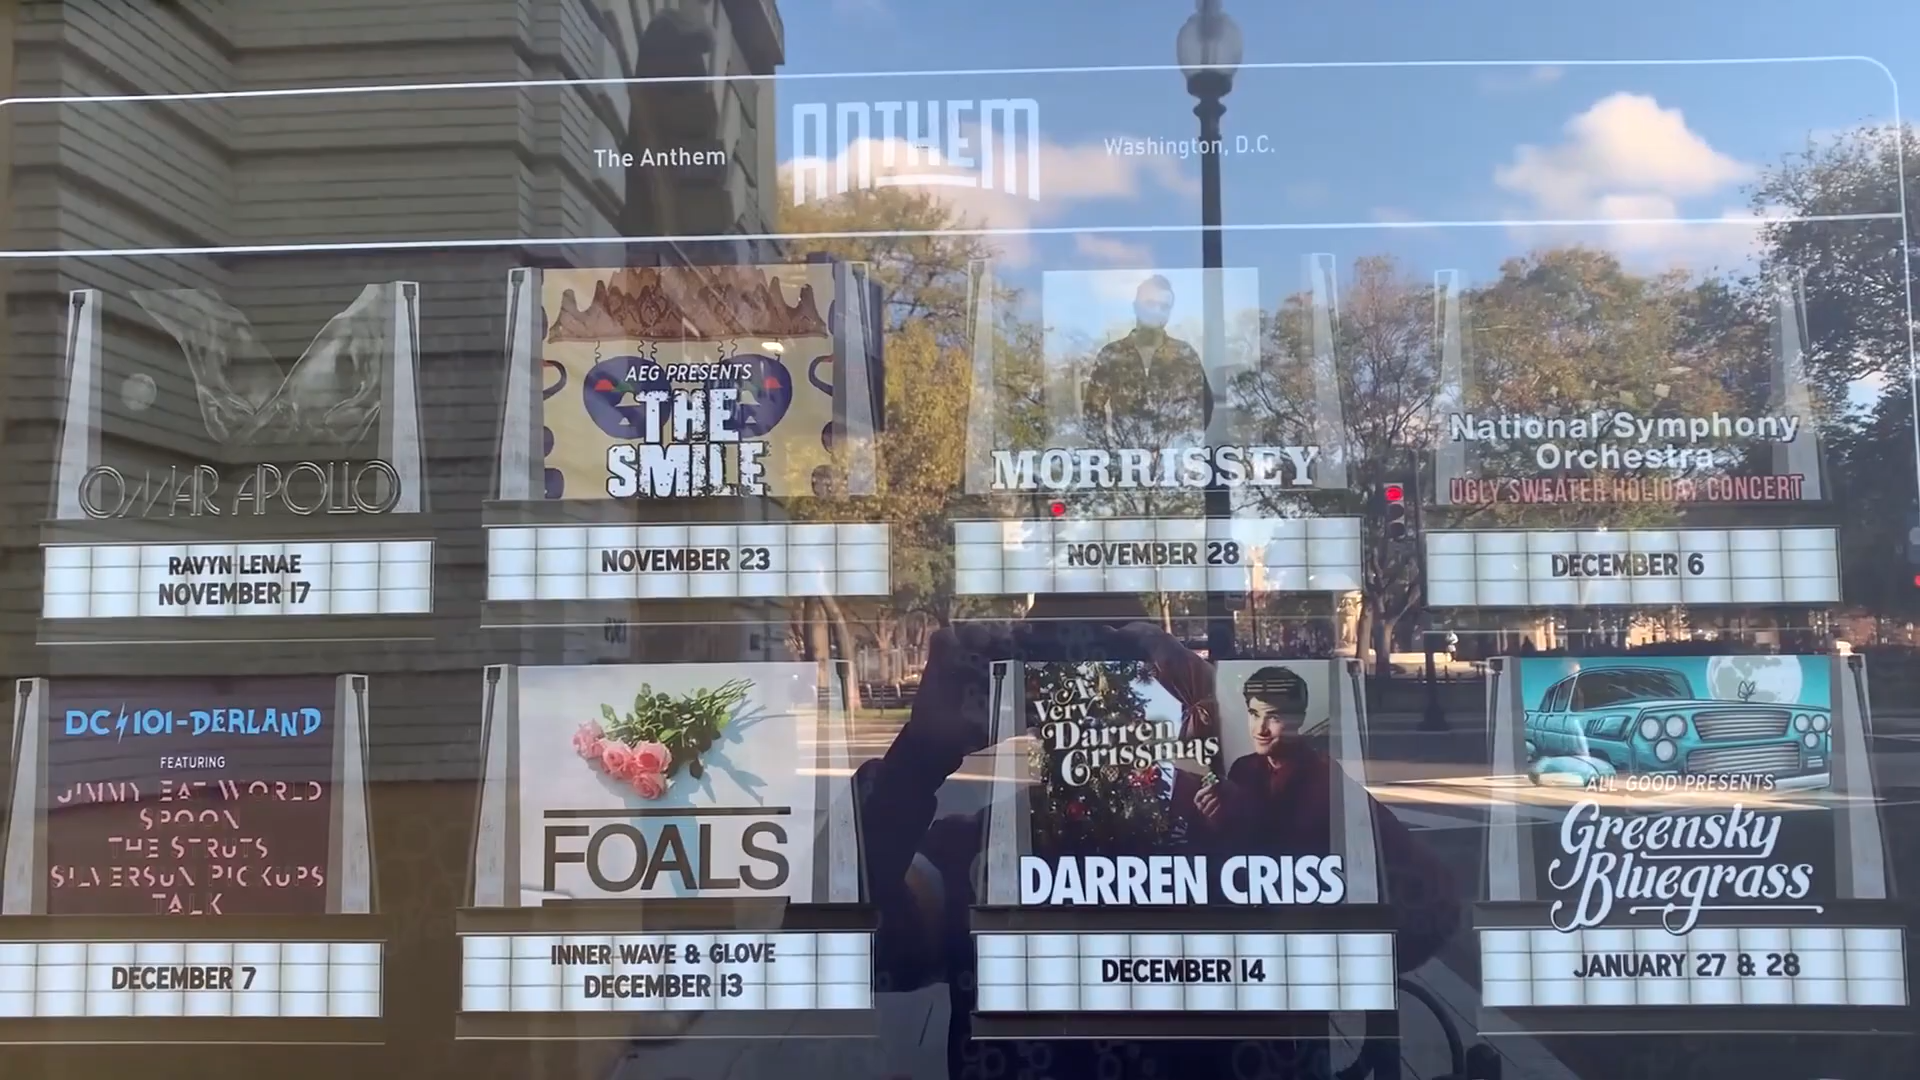 The Anthem
ANTHEM
Washington, D.C.
OMAR APOLLO
RAVYN LENAE
NOVEMBER 17
AEG PRESENTS
THE
SMILE
NOVEMBER 23
MORRISSEY
NOVEMBER 28
National Symphony
Orchestra
UGLY SWEATER HOLIDAY CONCERT
DECEMBER 6
DC 101-DERLAND
FEATURING
JIMMY EAT WORLD
SPOON
THE STRUTS
SILVERSUN PICKUPS
TALK
DECEMBER 7
FOALS
INNER WAVE & GLOVE
DECEMBER 13
A
Very
Darren
Crissmas
DARREN CRISS
DECEMBER 14
ALL GOOD PRESENTS
Greensky
Bluegrass
JANUARY 27 & 28